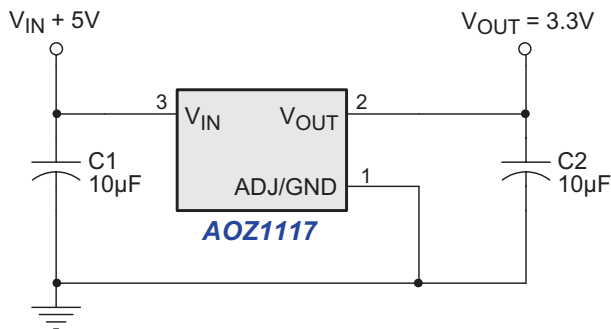 VIN + 5V
VOUT = 3.3V
3
VIN
VOUT
2
C1
10µF
ADJ/GND
1
C2
10µF
AOZ1117